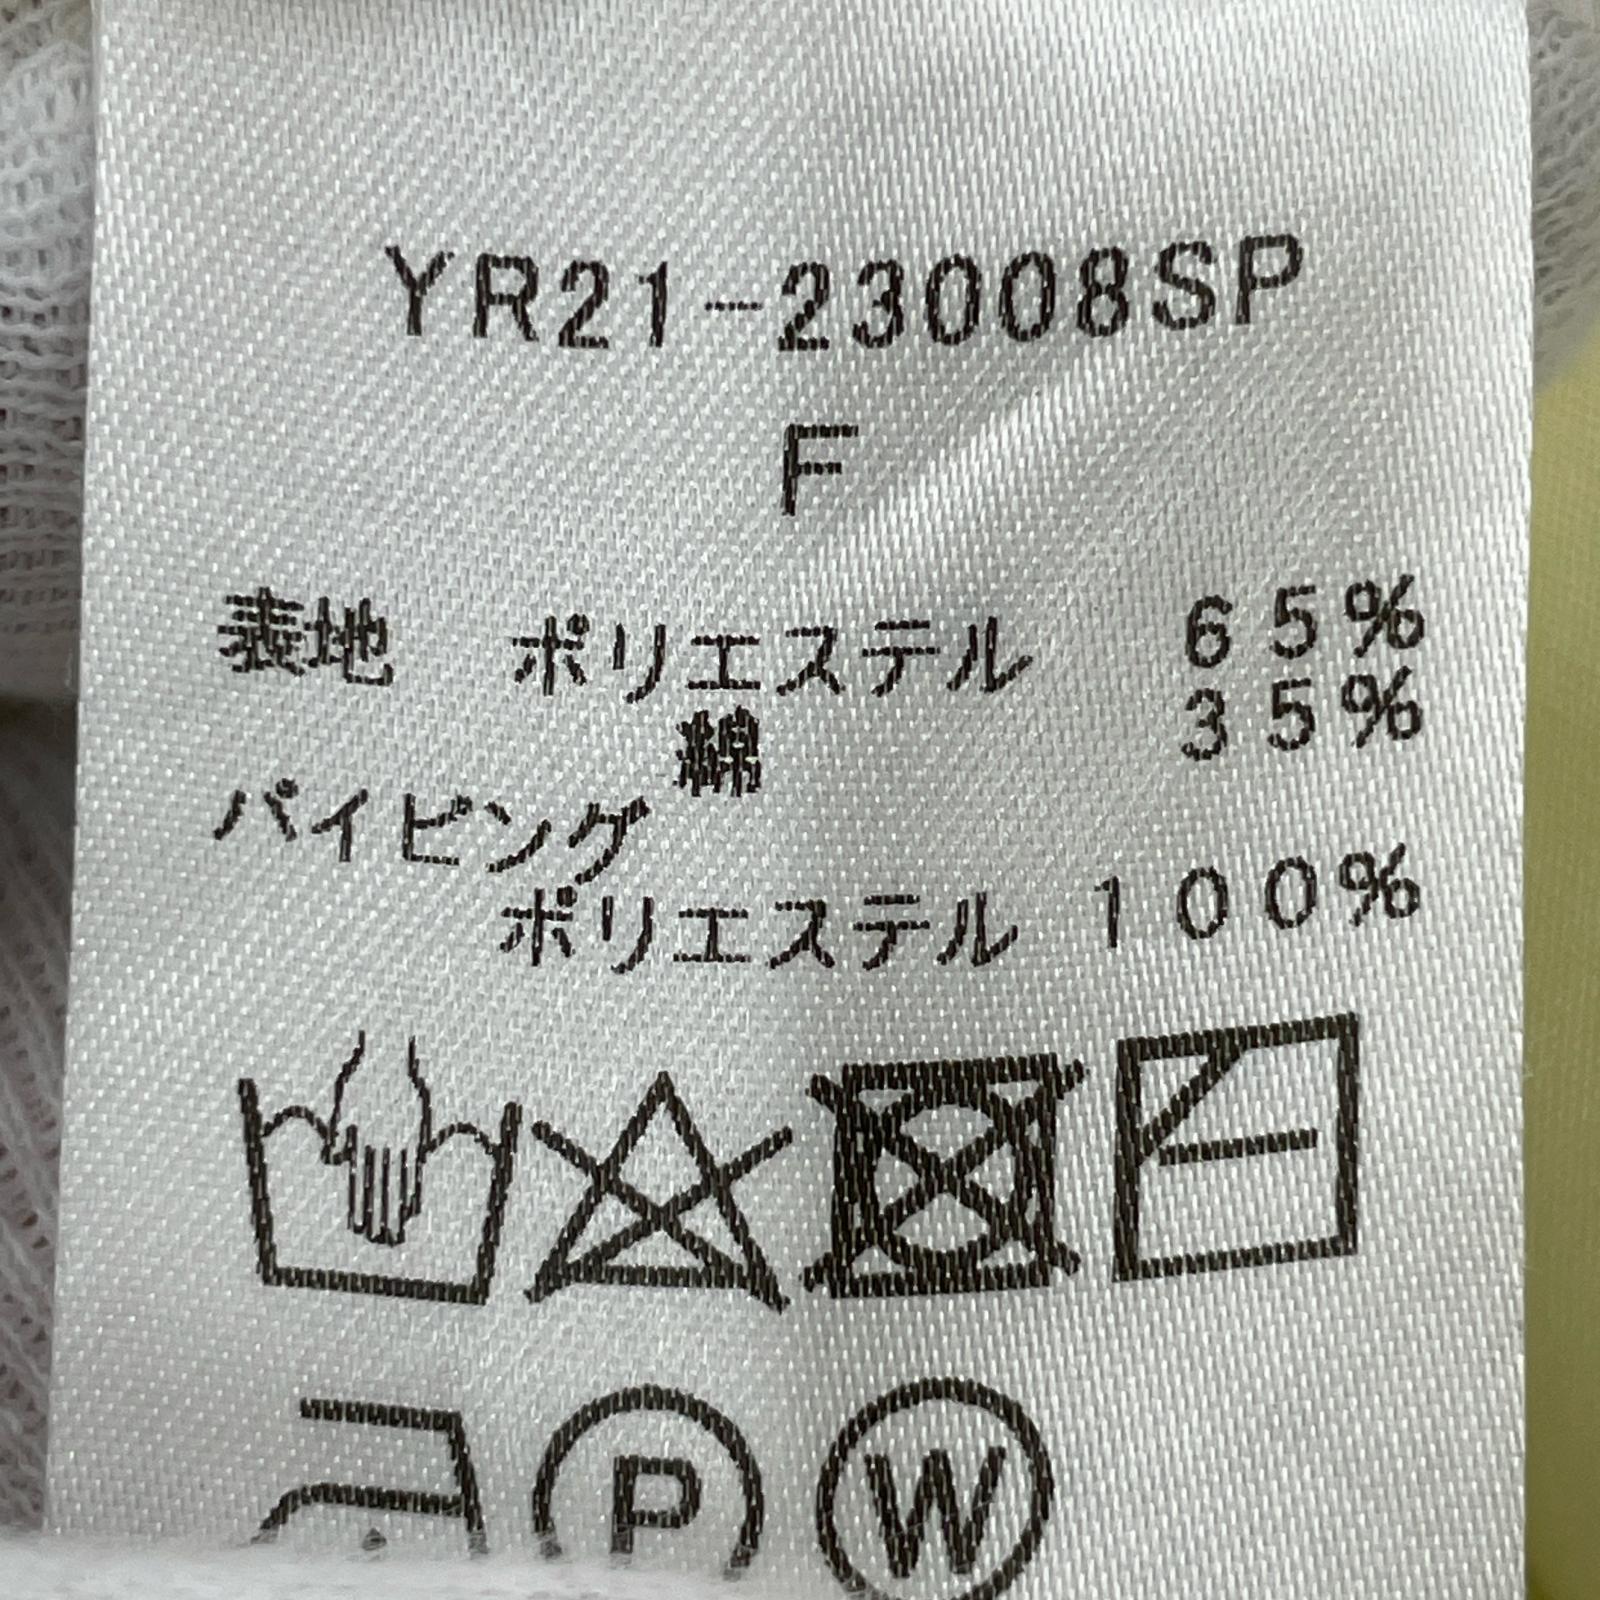 YR21-23008SP
F
表地 ポリエステル 65%
綿 35%
パイピング
ポリエステル 100%
P W